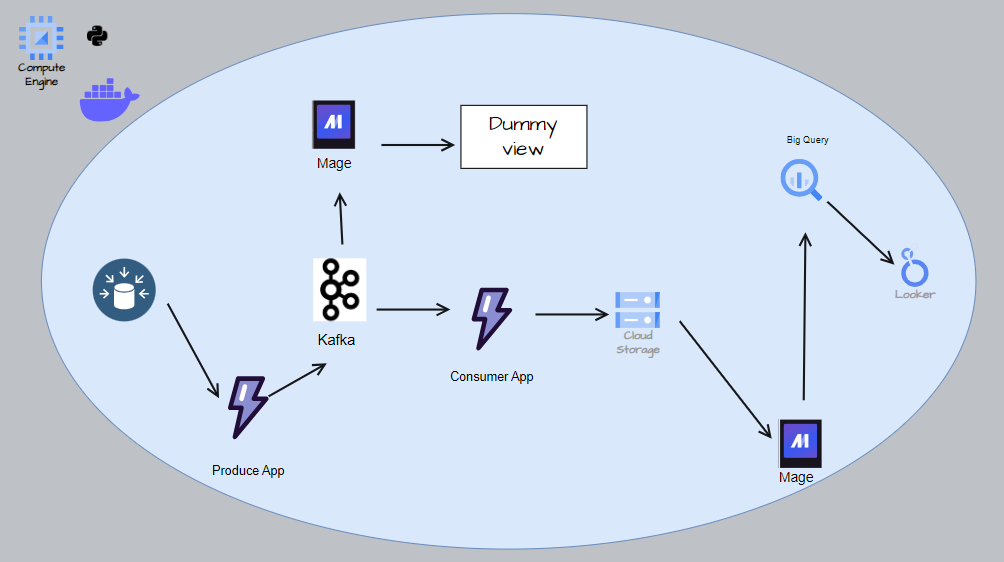 Compute
Engine
Mage
Dummy
view
Big Query
Looker
Kafka
Cloud
Storage
Consumer App
Produce App
Mage